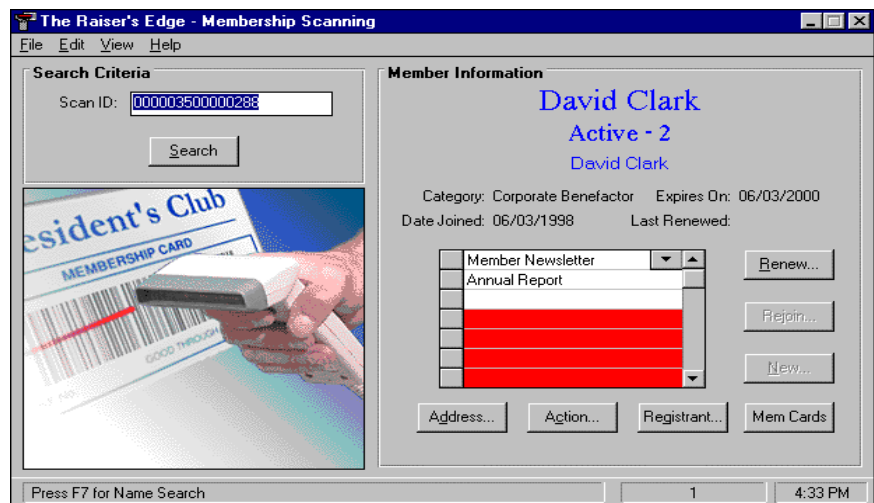 The Raiser's Edge - Membership Scanning
File Edit View Help
Search Criteria
Scan ID: 000003500000288
Search
esident's Club
MEMBERSHIP CARD
GOOD THROUGH
Member Information
David Clark
Active - 2
David Clark
Category: Corporate Benefactor Expires On: 06/03/2000
Date Joined: 06/03/1998 Last Renewed:
Member Newsletter
Annual Report
Renew...
Rejoin...
New...
Address... Action... Registrant... Mem Cards
Press F7 for Name Search 1 4:33 PM